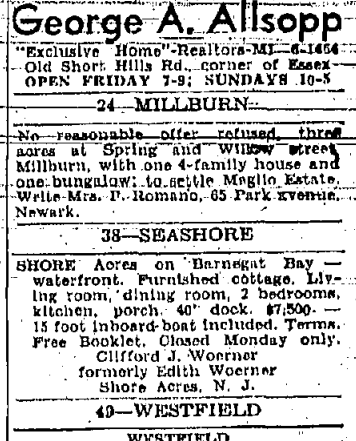 George A. Allsopp
"Exclusive Home"-Realtors-MI 6-1464
Old Short Hills Rd., corner of Essex
OPEN FRIDAY 7-9; SUNDAYS 10-5
24 MILLBURN
No reasonable offer refused, three
acres at Spring and Willow street,
Millburn, with one 4-family house and
one bungalow; to settle Maglio Estate.
Write Mrs. P. Romano, 65 Park avenue,
Newark.
38—SEASHORE
SHORE Acres on Barnegat Bay —
waterfront. Furnished cottage. Liv-
ing room, dining room, 2 bedrooms,
kitchen, porch. 40' dock. $7,500.
15 foot inboard boat included. Terms.
Free Booklet. Closed Monday only.
Clifford J. Woerner
formerly Edith Woerner
Shore Acres, N. J.
40—WESTFIELD
WESTFIELD